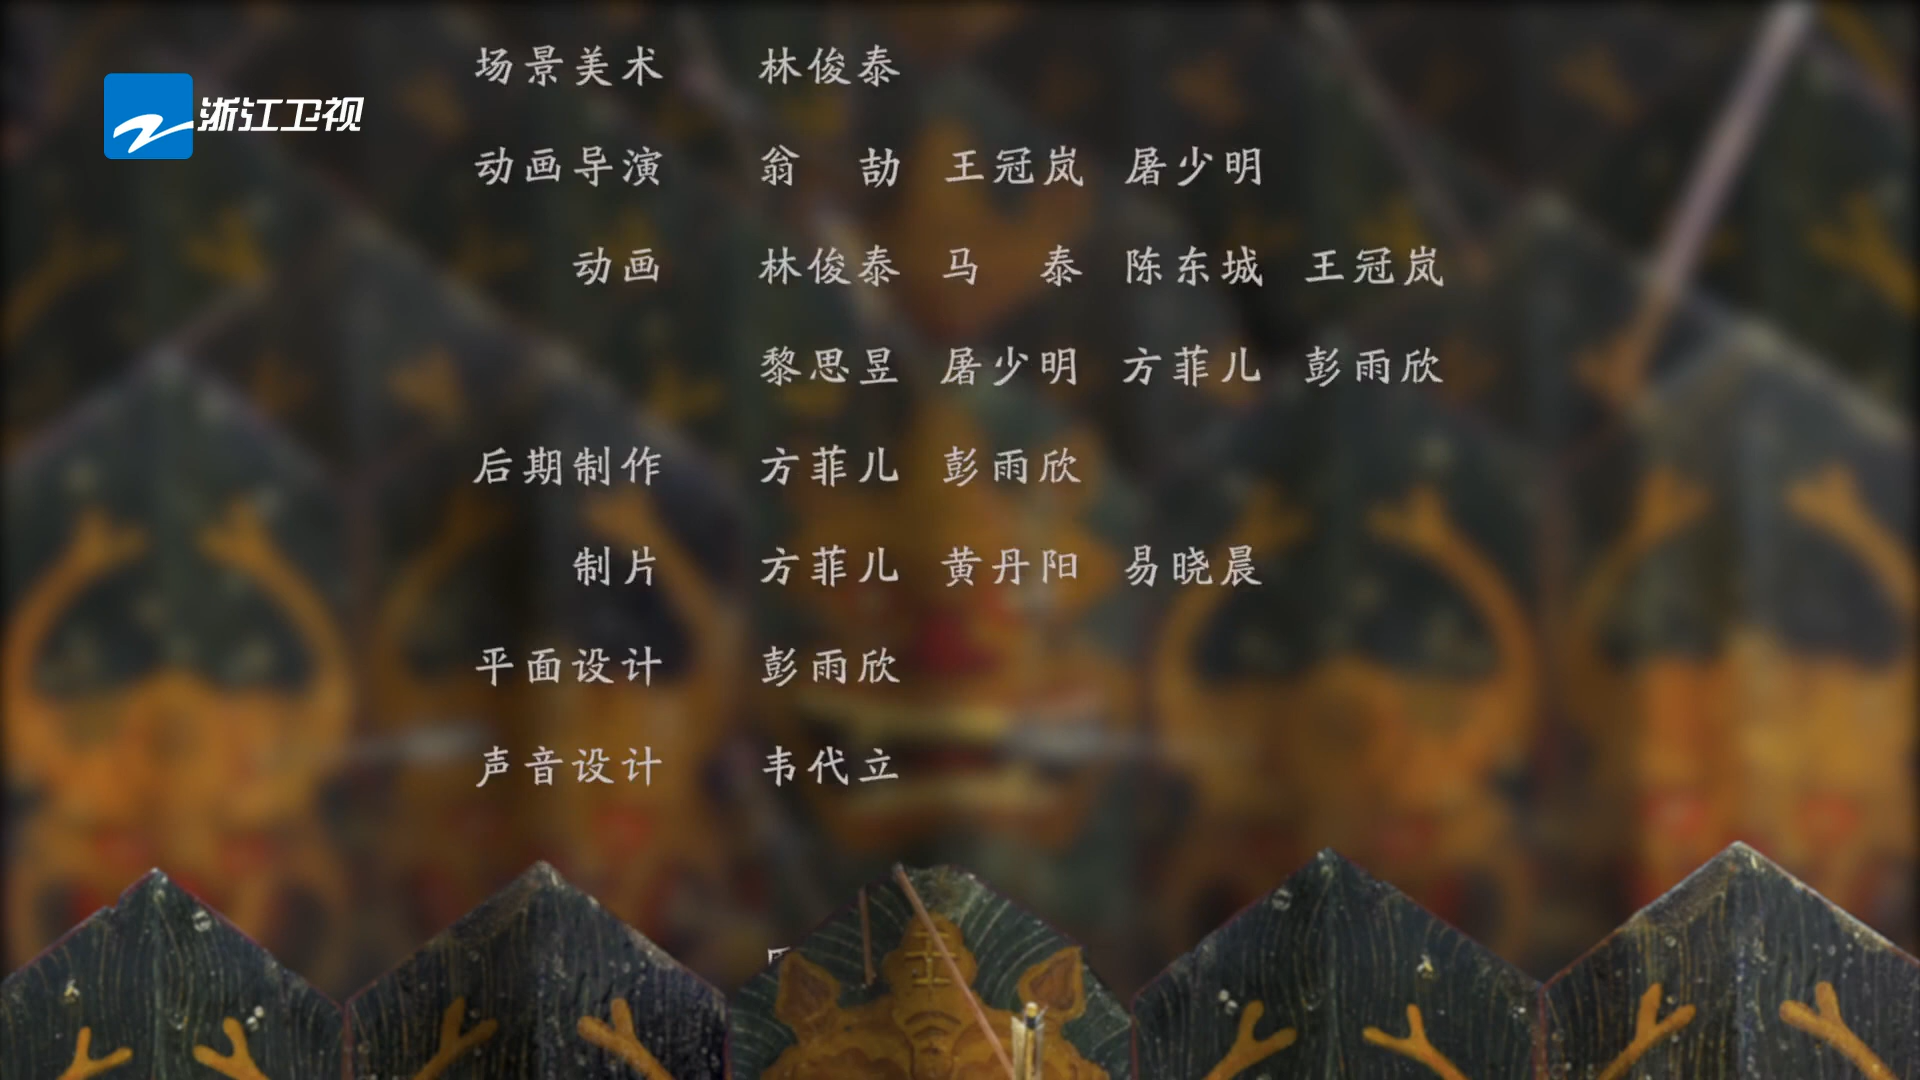 场景美术 林俊泰
浙江卫视
动画导演 翁劼 王冠岚 屠少明
动画 林俊泰 马泰 陈东城 王冠岚
黎思昱 屠少明 方菲儿 彭雨欣
后期制作 方菲儿 彭雨欣
制片 方菲儿 黄丹阳 易晓晨
平面设计 彭雨欣
声音设计 韦代立
王